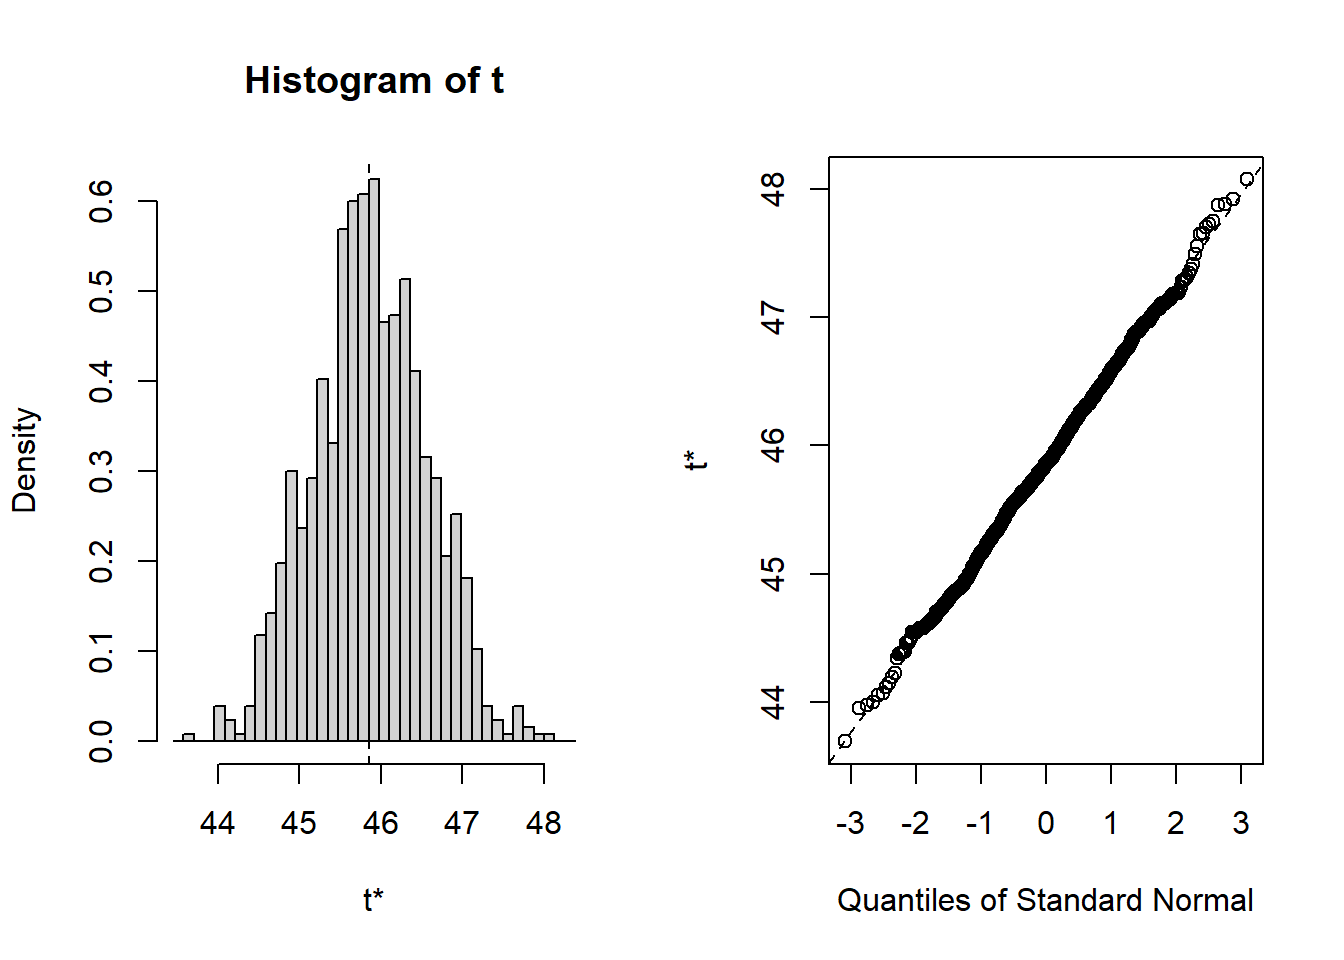 Histogram of t
Density
0.0 0.1 0.2 0.3 0.4 0.5 0.6
44 45 46 47 48
t*
t*
44 45 46 47 48
-3 -2 -1 0 1 2 3
Quantiles of Standard Normal